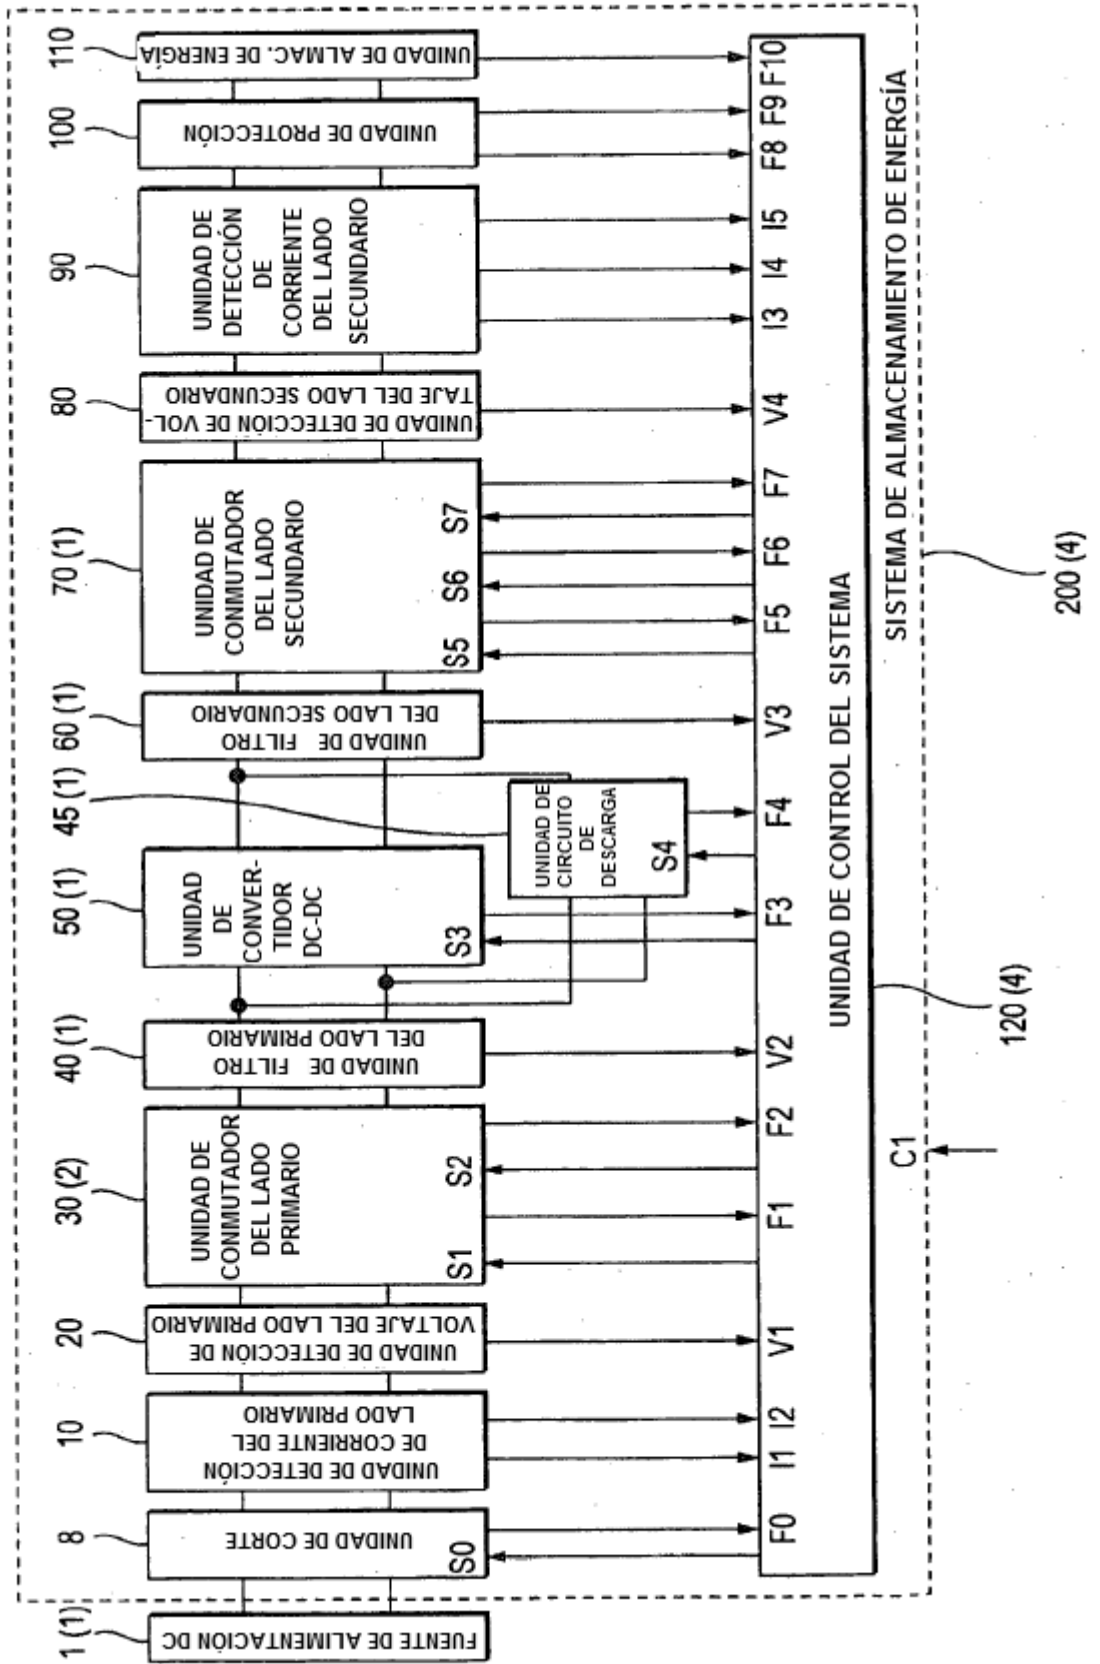 1 (1)
FUENTE DE ALIMENTACIÓN DC
8
UNIDAD DE CORTE
S0
10
UNIDAD DE DETECCIÓN
DE CORRIENTE DEL
LADO PRIMARIO
20
UNIDAD DE DETECCIÓN DE
VOLTAJE DEL LADO PRIMARIO
30 (2)
UNIDAD DE
CONMUTADOR
DEL LADO
PRIMARIO
S1
S2
40 (1)
UNIDAD DE FILTRO
DEL LADO PRIMARIO
50 (1)
UNIDAD
DE
CONVER-
TIDOR
DC-DC
S3
45 (1)
UNIDAD DE
CIRCUITO
DE
DESCARGA
S4
60 (1)
UNIDAD DE FILTRO
DEL LADO SECUNDARIO
70 (1)
UNIDAD DE
CONMUTADOR
DEL LADO
SECUNDARIO
S5
S6
S7
80
UNIDAD DE DETECCIÓN DE VOL-
TAJE DEL LADO SECUNDARIO
90
UNIDAD DE
DETECCIÓN
DE
CORRIENTE
DEL LADO
SECUNDARIO
100
UNIDAD DE PROTECCIÓN
110
UNIDAD DE ALMAC. DE ENERGÍA
F0
I1
I2
V1
F1
F2
V2
F3
F4
V3
F5
F6
F7
V4
I3
I4
I5
F8
F9
F10
UNIDAD DE CONTROL DEL SISTEMA
C1
120 (4)
SISTEMA DE ALMACENAMIENTO DE ENERGÍA
200 (4)